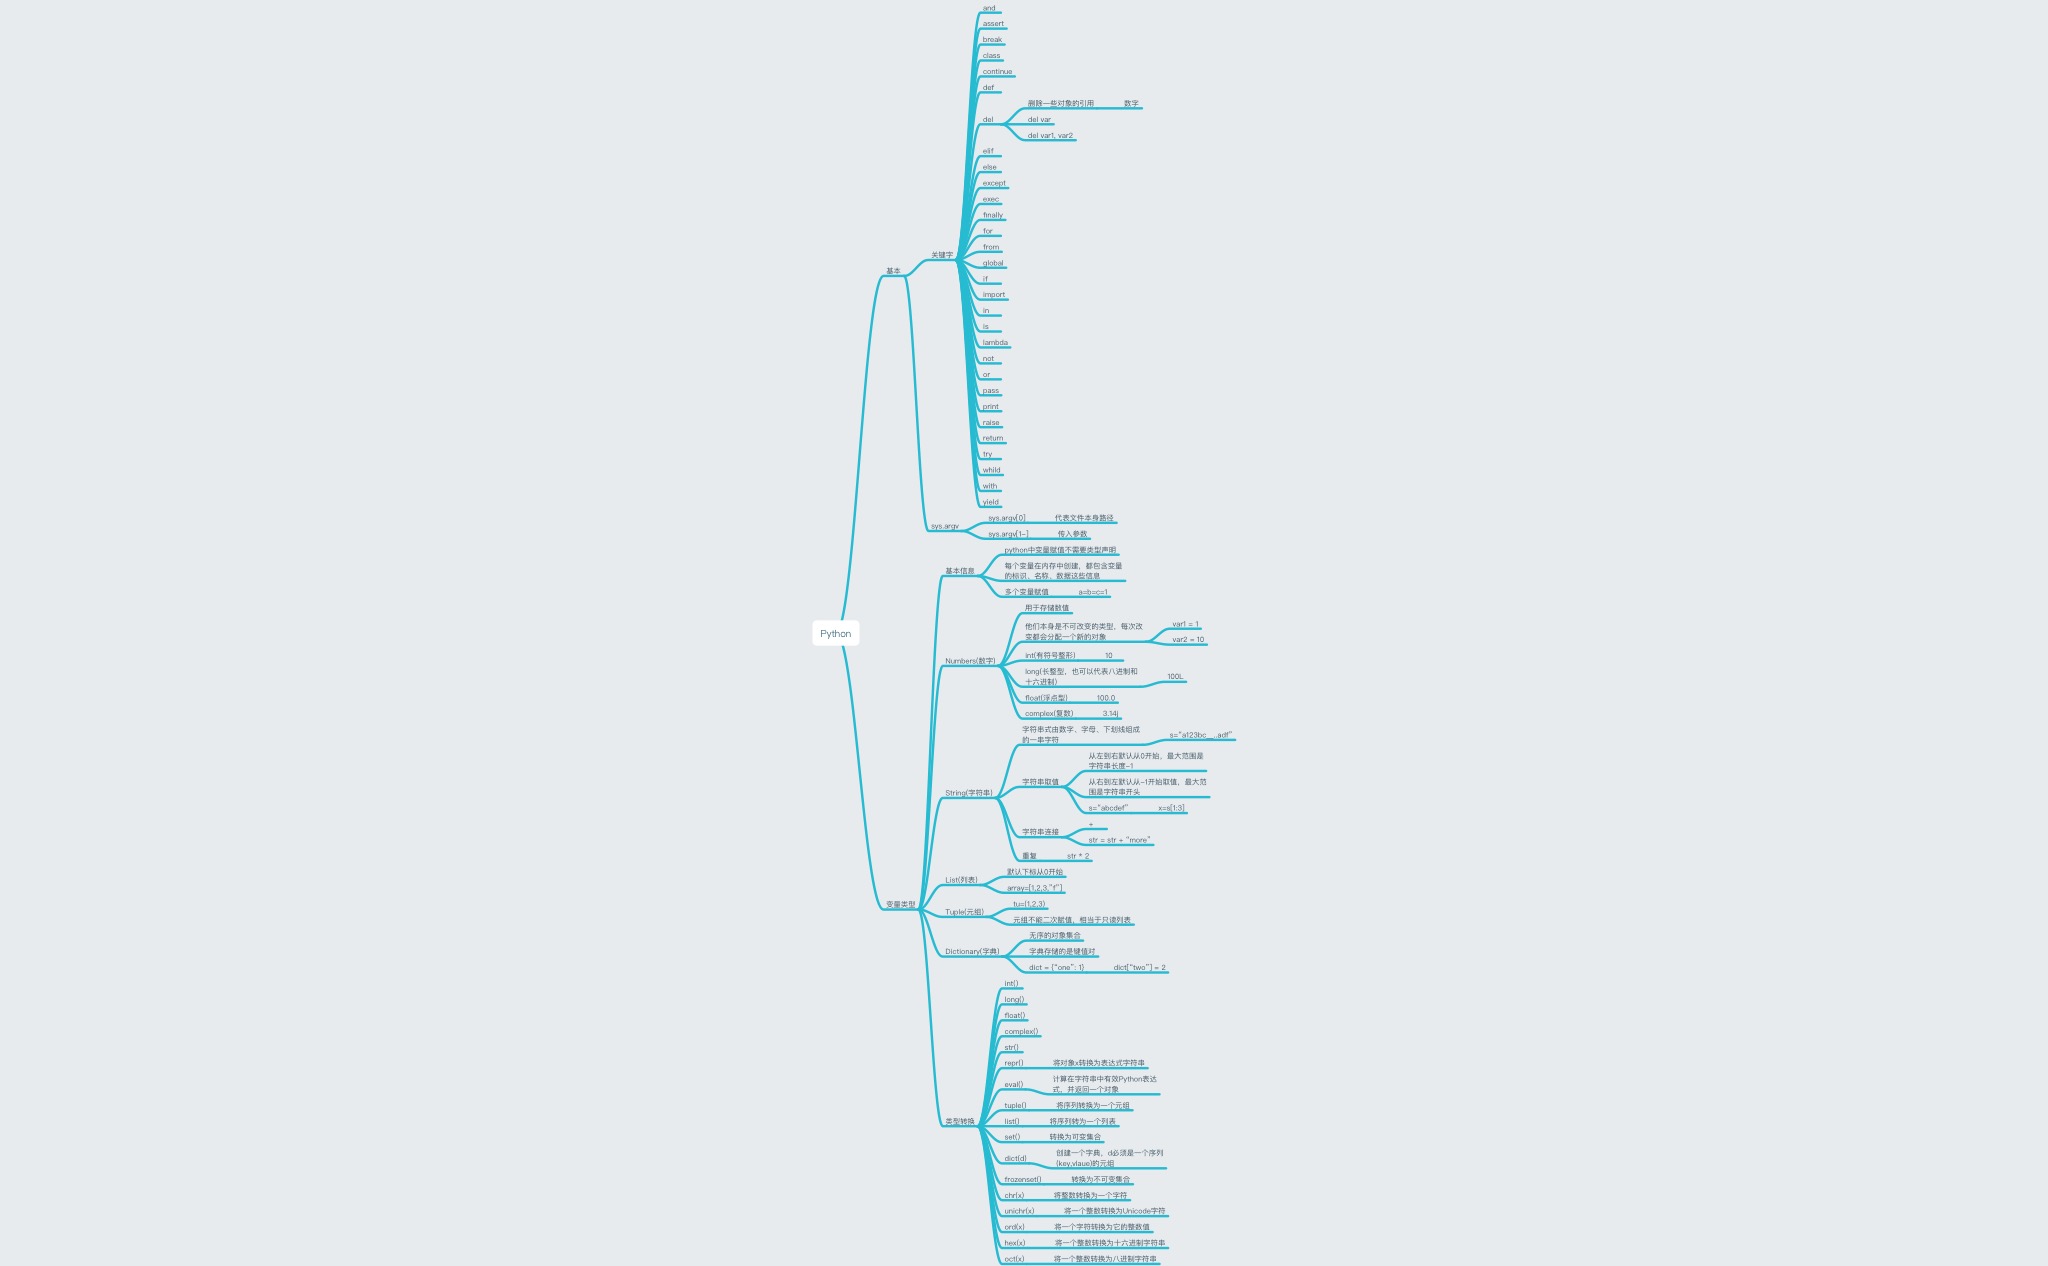 Python
基本
关键字
and
assert
break
class
continue
def
del
删除一些对象的引用
数字
del var
del var1, var2
elif
else
except
exec
finally
for
from
global
if
import
in
is
lambda
not
or
pass
print
raise
return
try
whild
with
yield
sys.argv
sys.argv[0]
代表文件本身路径
sys.argv[1-]
传入参数
变量类型
基本信息
python中变量赋值不需要类型声明
每个变量在内存中创建，都包含变量
的标识、名称、数据这些信息
多个变量赋值
a=b=c=1
Numbers(数字)
用于存储数值
他们本身是不可改变的类型，每次改
变都会分配一个新的对象
var1 = 1
var2 = 10
int(有符号整形)
10
long(长整型，也可以代表八进制和
十六进制)
100L
float(浮点型)
100.0
complex(复数)
3.14j
String(字符串)
字符串式由数字、字母、下划线组成
的一串字符
s="a123bc__..adf"
字符串取值
从左到右默认从0开始，最大范围是
字符串长度-1
从右到左默认从-1开始取值，最大范
围是字符串开头
s="abcdef"
x=s[1:3]
字符串连接
+
str = str + "more"
重复
str * 2
List(列表)
默认下标从0开始
array=[1,2,3,"f"]
Tuple(元组)
tu=(1,2,3)
元组不能二次赋值，相当于只读列表
Dictionary(字典)
无序的对象集合
字典存储的是键值对
dict = {"one": 1}
dict["two"] = 2
类型转换
int()
long()
float()
complex()
str()
repr()
将对象x转换为表达式字符串
eval()
计算在字符串中有效Python表达
式，并返回一个对象
tuple()
将序列转换为一个元组
list()
将序列转为一个列表
set()
转换为可变集合
dict(d)
创建一个字典，d必须是一个序列
(key,vlaue)的元组
frozenset()
转换为不可变集合
chr(x)
将整数转换为一个字符
unichr(x)
将一个整数转换为Unicode字符
ord(x)
将一个字符转换为它的整数值
hex(x)
将一个整数转换为十六进制字符串
oct(x)
将一个整数转换为八进制字符串